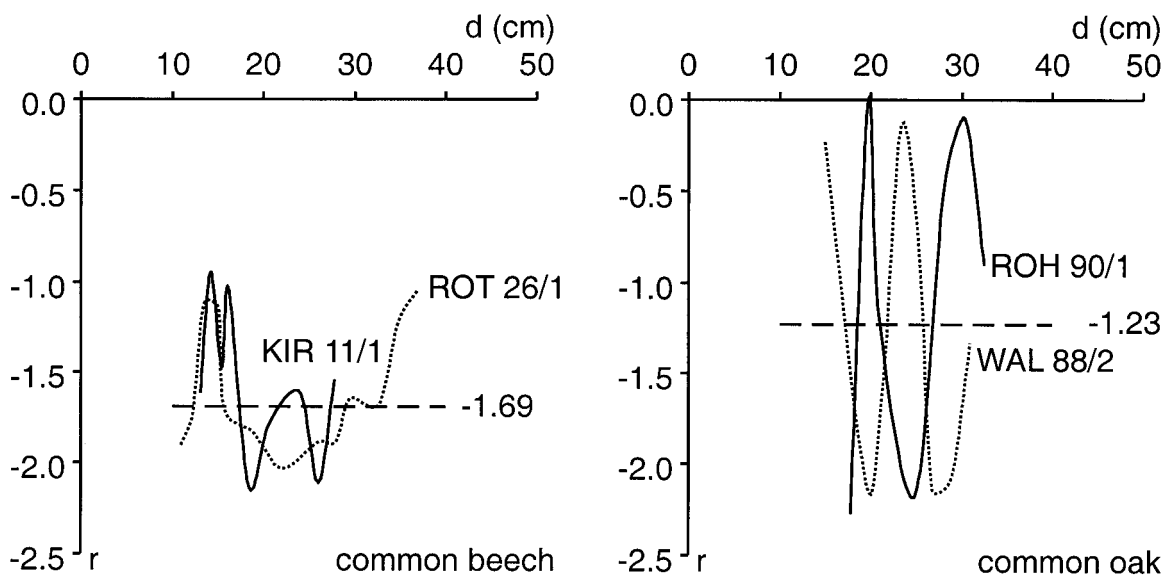 d (cm)
0 10 20 30 40 50
0.0
-0.5
-1.0
-1.5
-2.0
-2.5
r
ROT 26/1
KIR 11/1
-1.69
common beech
d (cm)
0 10 20 30 40 50
0.0
-0.5
-1.0
-1.5
-2.0
-2.5
r
ROH 90/1
-1.23
WAL 88/2
common oak